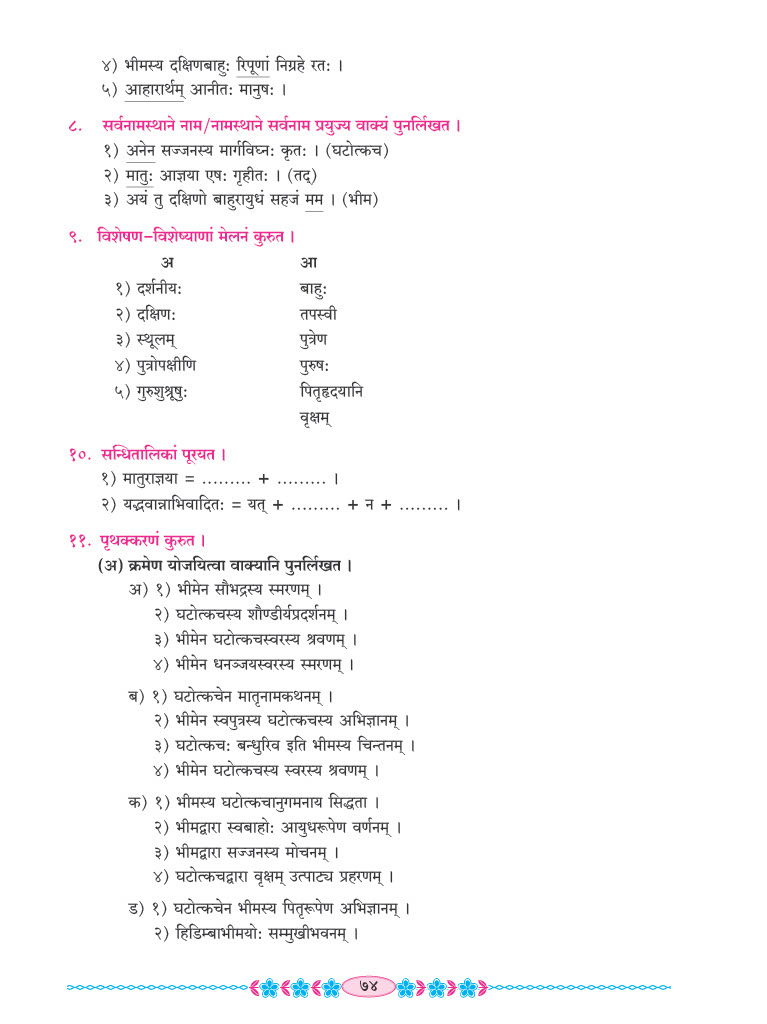 ४) भीमस्य दक्षिणबाहुः रिपूणां निग्रहे रतः ।
५) आहारार्थम् आनीतः मानुषः ।
८. सर्वनामस्थाने नाम/नामस्थाने सर्वनाम प्रयुज्य वाक्यं पुनर्लिखत ।
१) अनेन सज्जनस्य मार्गविघ्नः कृतः । (घटोत्कच)
२) मातुः आज्ञया एषः गृहीतः । (तद्)
३) अयं तु दक्षिणो बाहुरायुधं सहजं मम । (भीम)
९. विशेषण-विशेष्याणां मेलनं कुरुत ।
अ आ
१) दर्शनीयः बाहुः
२) दक्षिणः तपस्वी
३) स्थूलम् पुत्रेण
४) पुत्रोपक्षीणि पुरुषः
५) गुरुशुश्रूषुः पितृहृदयानि
वृक्षम्
१०. सन्धितालिकां पूरयत ।
१) मातुराज्ञया = ......... + ......... ।
२) यद्भवान्नाभिवादितः = यत् + ......... + न + ......... ।
११. पृथक्करणं कुरुत ।
(अ) क्रमेण योजयित्वा वाक्यानि पुनर्लिखत ।
अ) १) भीमेन सौभद्रस्य स्मरणम् ।
२) घटोत्कचस्य शौण्डीर्यप्रदर्शनम् ।
३) भीमेन घटोत्कचस्वरस्य श्रवणम् ।
४) भीमेन धनञ्जयस्वरस्य स्मरणम् ।
ब) १) घटोत्कचेन मातृनामकथनम् ।
२) भीमेन स्वपुत्रस्य घटोत्कचस्य अभिज्ञानम् ।
३) घटोत्कचः बन्धुरिव इति भीमस्य चिन्तनम् ।
४) भीमेन घटोत्कचस्य स्वरस्य श्रवणम् ।
क) १) भीमस्य घटोत्कचानुगमनाय सिद्धता ।
२) भीमद्वारा स्वबाहोः आयुधरूपेण वर्णनम् ।
३) भीमद्वारा सज्जनस्य मोचनम् ।
४) घटोत्कचद्वारा वृक्षम् उत्पाट्य प्रहरणम् ।
ड) १) घटोत्कचेन भीमस्य पितृरूपेण अभिज्ञानम् ।
२) हिडिम्बाभीमयोः सम्मुखीभवनम् ।
७४